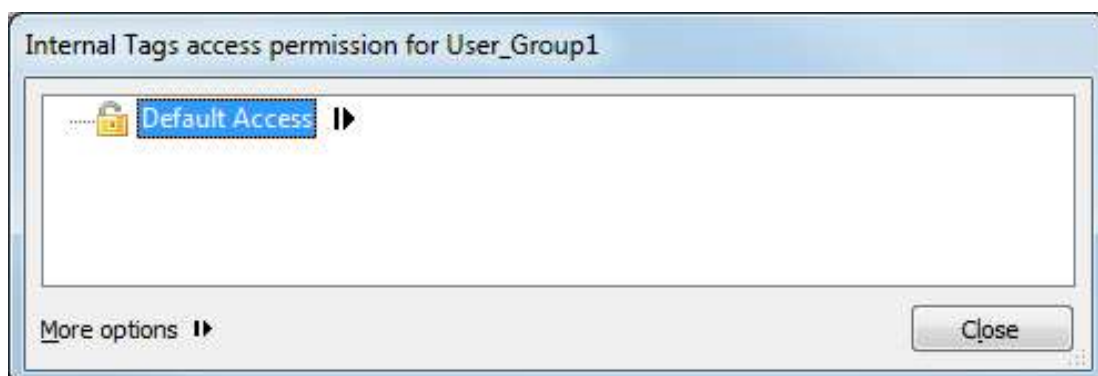 Internal Tags access permission for User_Group1
Default Access
More options
Close